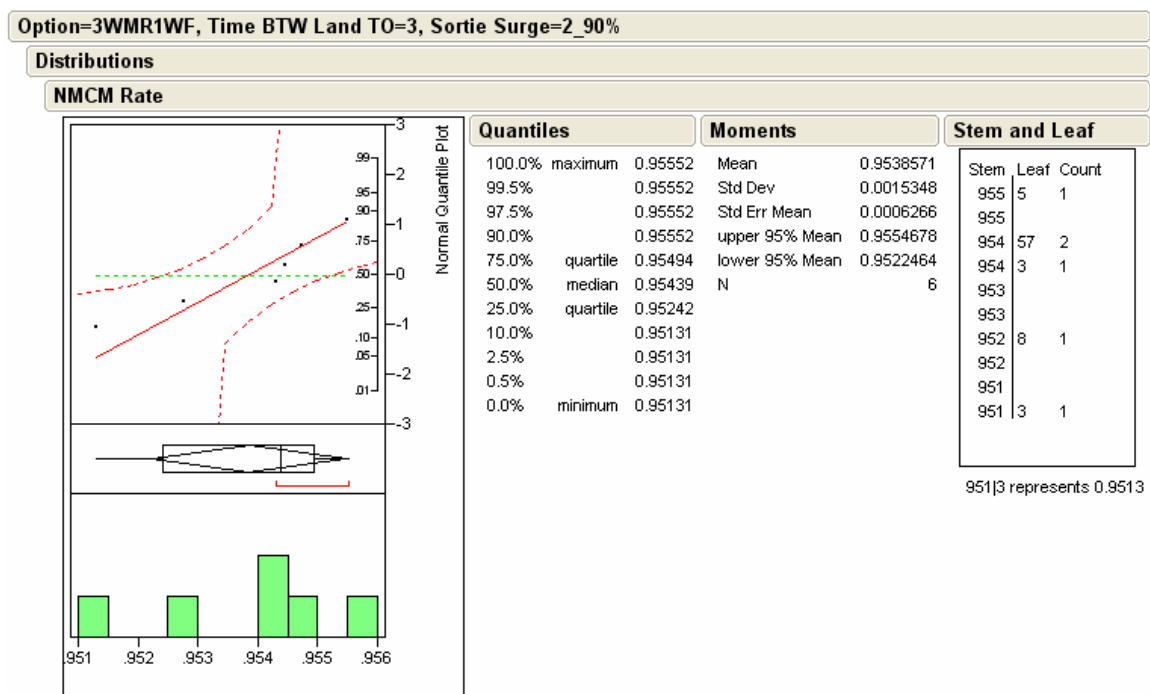 Option=3WMR1WF, Time BTW Land TO=3, Sortie Surge=2_90%
Distributions
NMCM Rate
3
2
1
0
-1
-2
-3
.99
.95
.90
.75
.50
.25
.10
.05
.01
Normal Quantile Plot
.951 .952 .953 .954 .955 .956
Quantiles
100.0% maximum 0.95552
99.5% 0.95552
97.5% 0.95552
90.0% 0.95552
75.0% quartile 0.95494
50.0% median 0.95439
25.0% quartile 0.95242
10.0% 0.95131
2.5% 0.95131
0.5% 0.95131
0.0% minimum 0.95131
Moments
Mean 0.9538571
Std Dev 0.0015348
Std Err Mean 0.0006266
upper 95% Mean 0.9554678
lower 95% Mean 0.9522464
N 6
Stem and Leaf
Stem Leaf Count
955 5 1
955
954 57 2
954 3 1
953
953
952 8 1
952
951
951 3 1
951|3 represents 0.9513